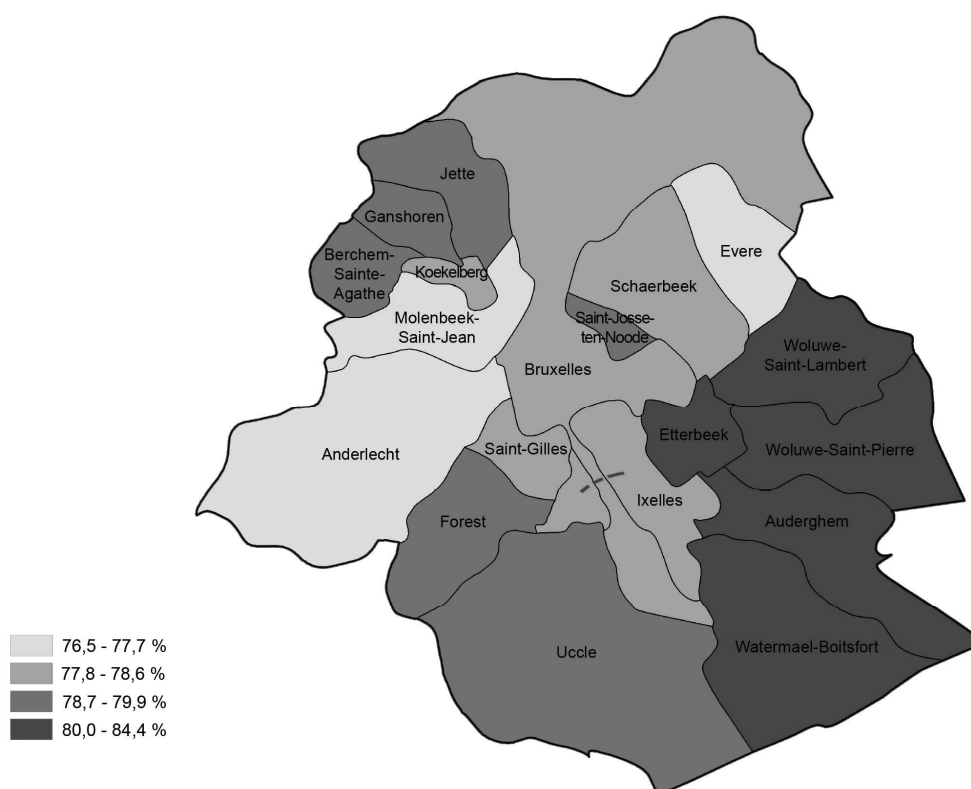 Jette
Ganshoren
Berchem-
Sainte-
Agathe
Koekelberg
Evere
Schaerbeek
Molenbeek-
Saint-Jean
Saint-Josse-
ten-Noode
Woluwe-
Saint-Lambert
Bruxelles
Etterbeek
Saint-Gilles
Woluwe-Saint-Pierre
Anderlecht
Ixelles
Forest
Auderghem
Uccle
Watermael-Boitsfort
76,5 - 77,7 %
77,8 - 78,6 %
78,7 - 79,9 %
80,0 - 84,4 %